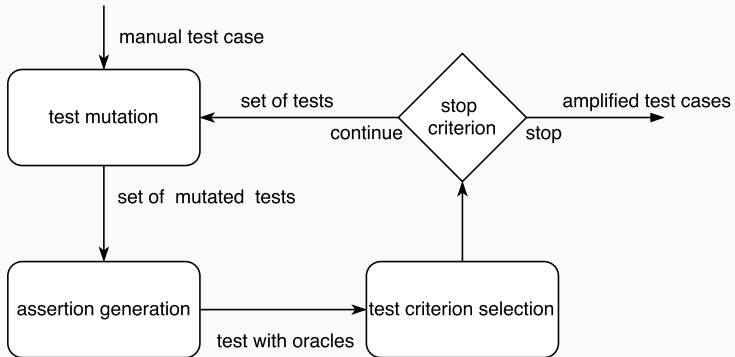 manual test case
test mutation
set of tests
stop
criterion
amplified test cases
continue
stop
set of mutated tests
assertion generation
test criterion selection
test with oracles